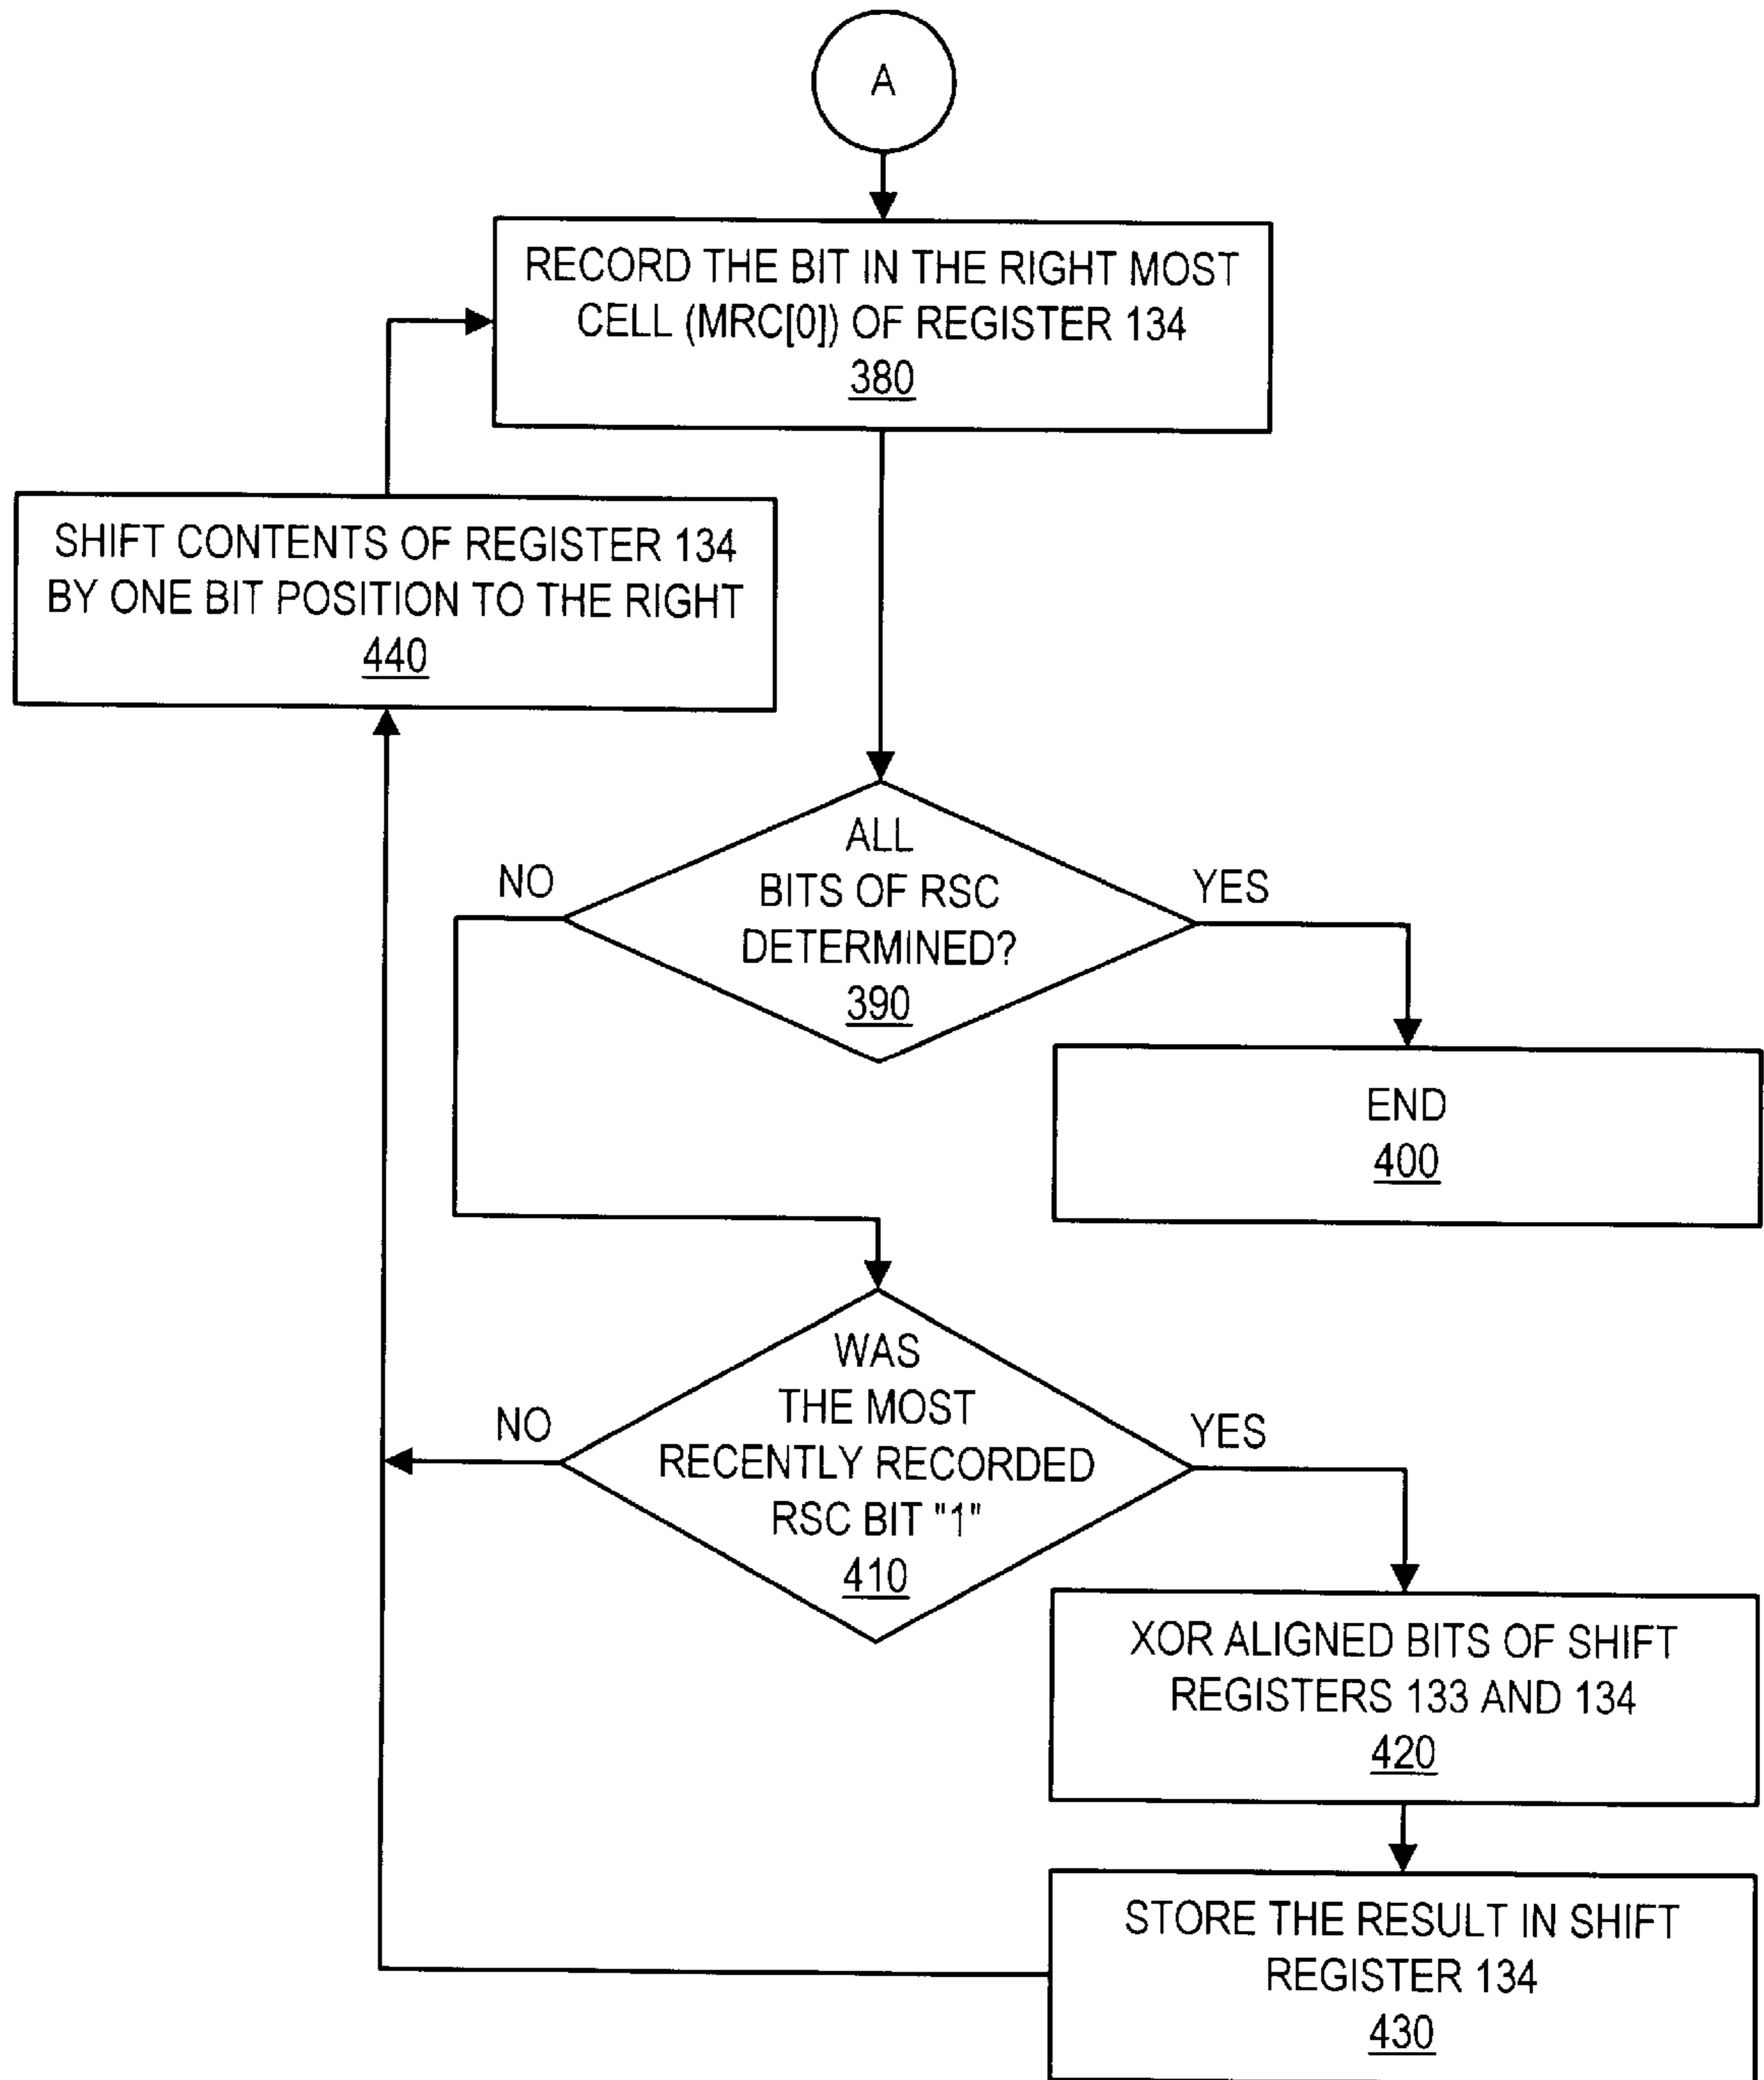 A
RECORD THE BIT IN THE RIGHT MOST
CELL (MRC[0]) OF REGISTER 134
380
SHIFT CONTENTS OF REGISTER 134
BY ONE BIT POSITION TO THE RIGHT
440
ALL
BITS OF RSC
DETERMINED?
390
NO
YES
END
400
WAS
THE MOST
RECENTLY RECORDED
RSC BIT "1"
410
NO
YES
XOR ALIGNED BITS OF SHIFT
REGISTERS 133 AND 134
420
STORE THE RESULT IN SHIFT
REGISTER 134
430